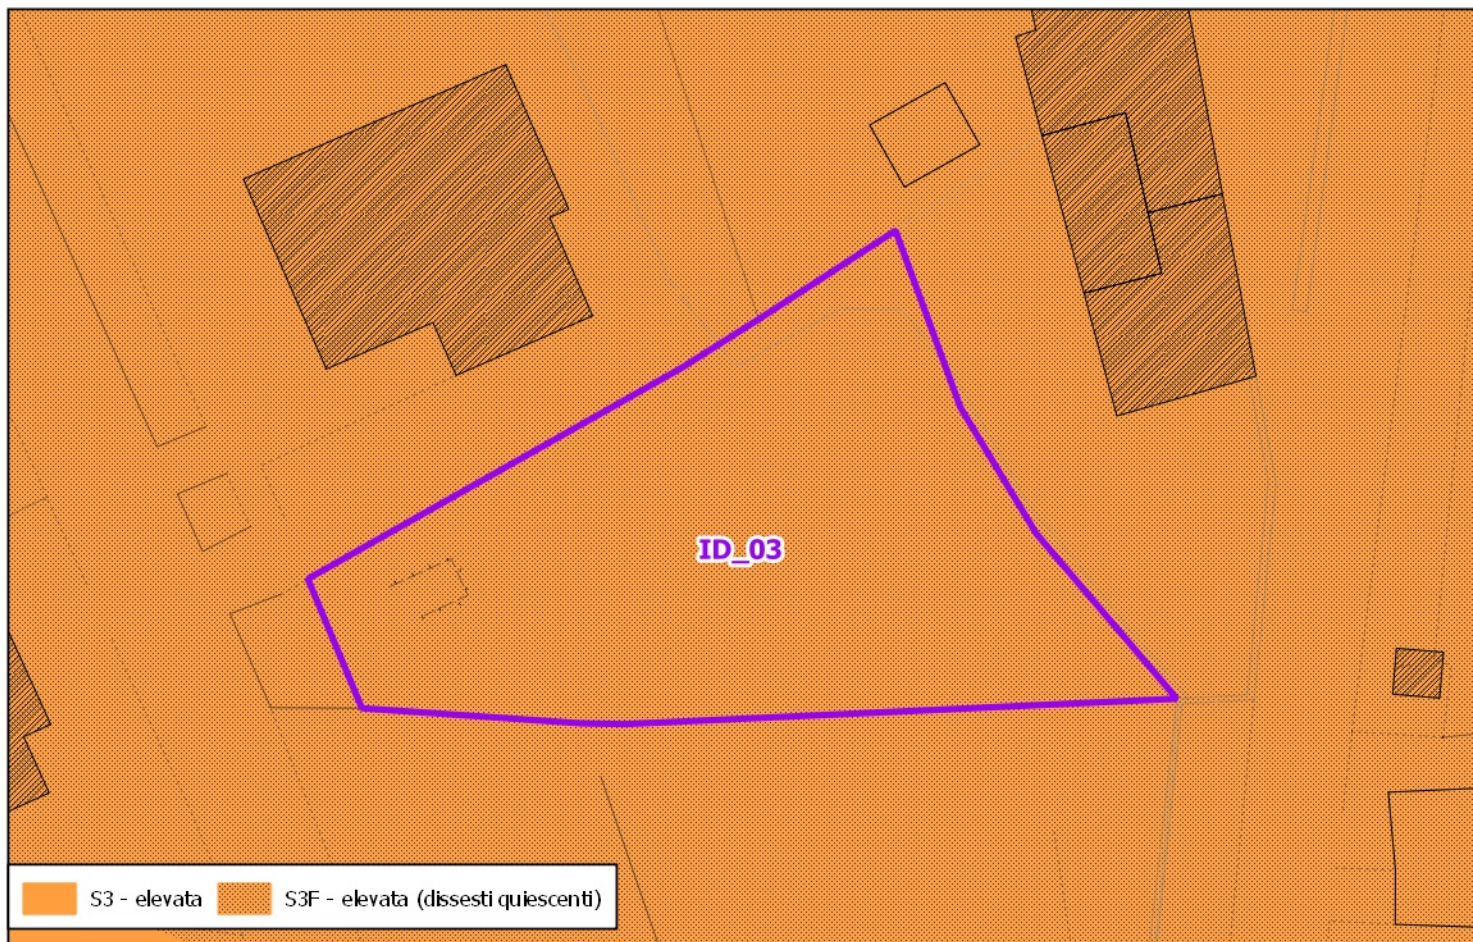 ID_03
S3 - elevata
S3F - elevata (dissesti quiescenti)